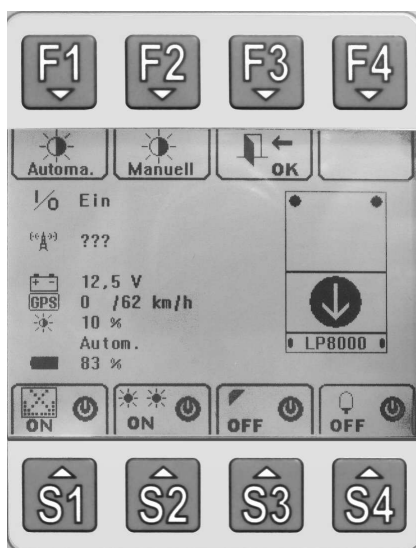 F1 F2 F3 F4
Automa. Manuell OK
I/O Ein
???
+ - 12,5 V
GPS 0 /62 km/h
10 %
Autom.
83 %
LP8000
ON ON OFF OFF
S1 S2 S3 S4